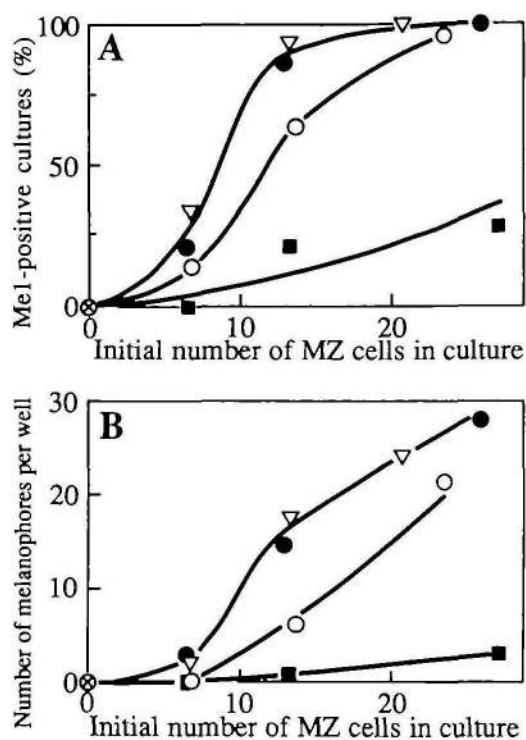 100
A
50
0
Mel-positive cultures (%)
0 10 20
Initial number of MZ cells in culture
30
B
20
10
0
Number of melanophores per well
0 10 20
Initial number of MZ cells in culture